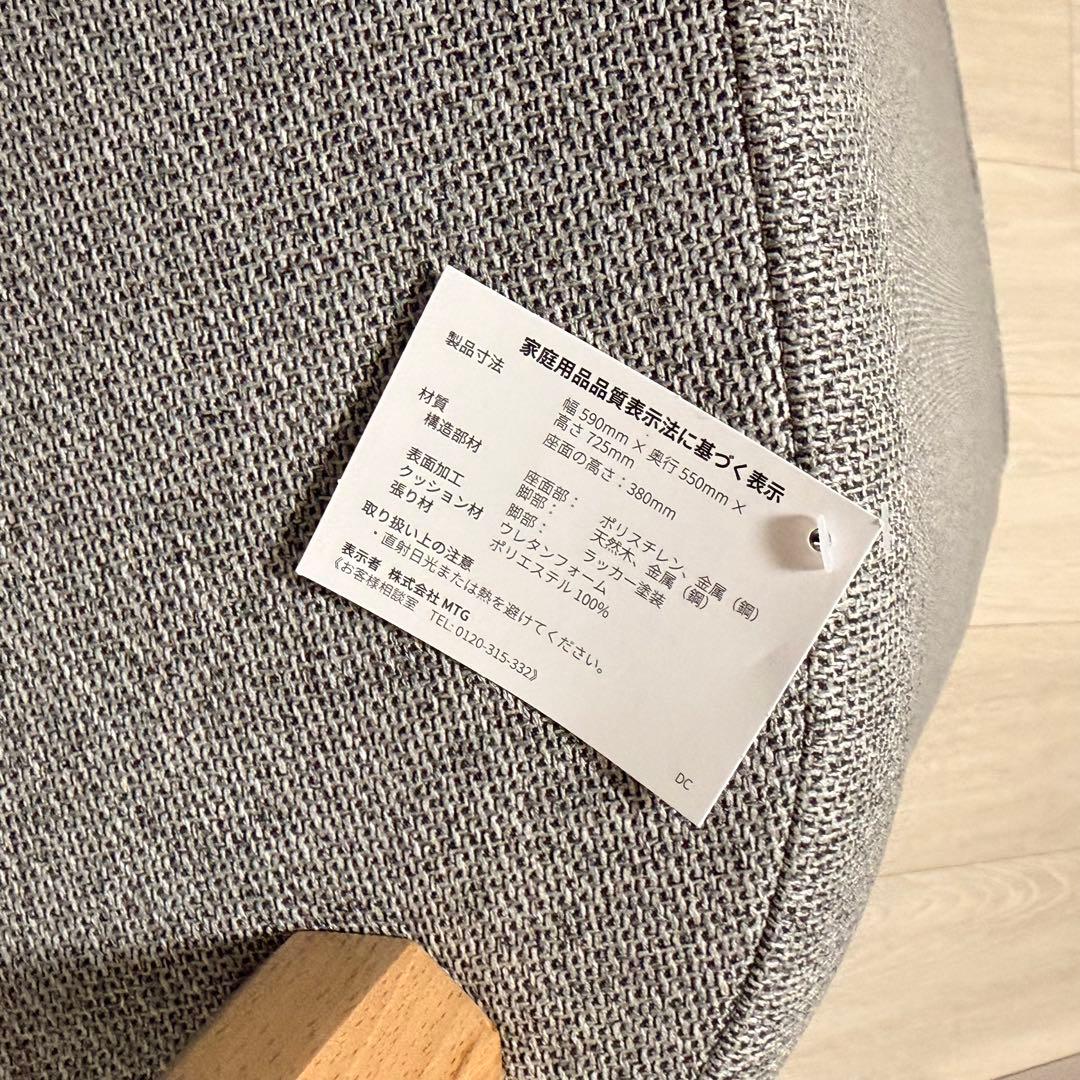 家庭用品品質表示法に基づく表示
製品寸法 幅 590mm × 奥行 550mm ×
高さ 725mm
座面の高さ：380mm
材質
構造部材 座面部： ポリスチレン、金属（鋼）
脚部： 天然木、金属（鋼）
表面加工 脚部： ラッカー塗装
クッション材 ウレタンフォーム
張り材 ポリエステル 100%
取り扱い上の注意
・直射日光または熱を避けてください。
表示者 株式会社 MTG
《お客様相談室 TEL: 0120-315-332》
DC